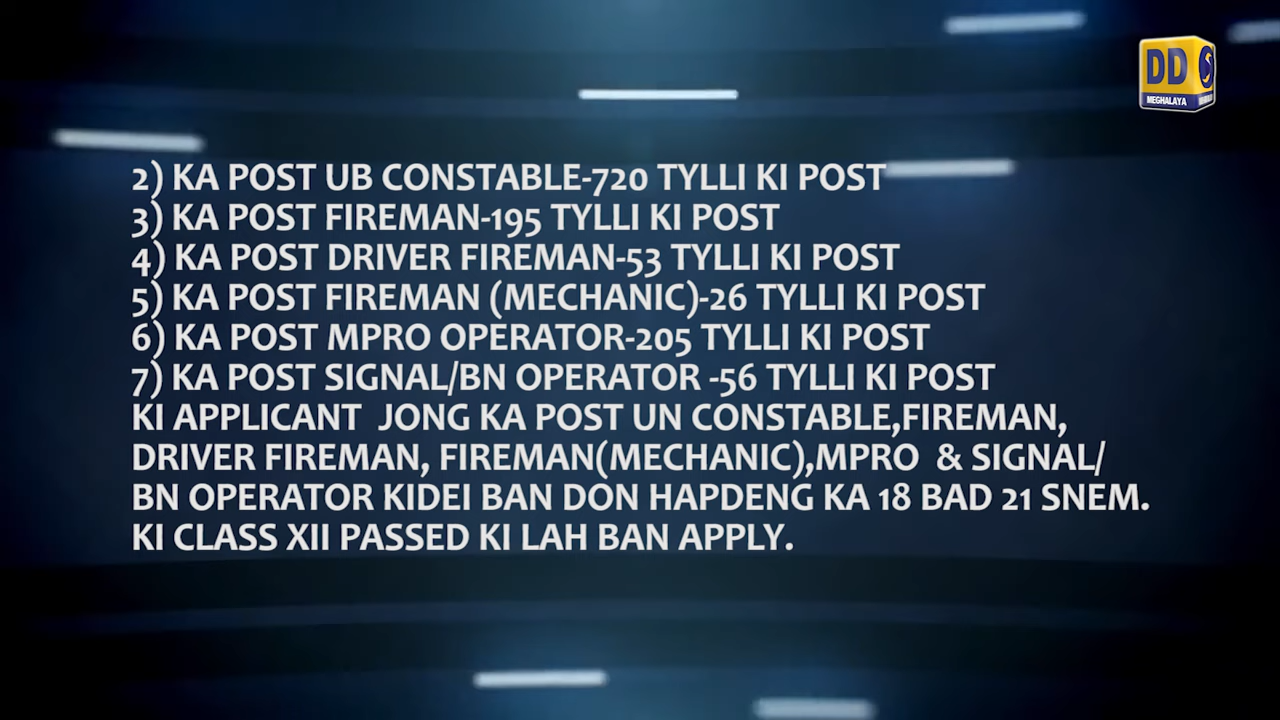 DD
MEGHALAYA
2) KA POST UB CONSTABLE-720 TYLLI KI POST
3) KA POST FIREMAN-195 TYLLI KI POST
4) KA POST DRIVER FIREMAN-53 TYLLI KI POST
5) KA POST FIREMAN (MECHANIC)-26 TYLLI KI POST
6) KA POST MPRO OPERATOR-205 TYLLI KI POST
7) KA POST SIGNAL/BN OPERATOR -56 TYLLI KI POST
KI APPLICANT  JONG KA POST UN CONSTABLE,FIREMAN,
DRIVER FIREMAN, FIREMAN(MECHANIC),MPRO  & SIGNAL/
BN OPERATOR KIDEI BAN DON HAPDENG KA 18 BAD 21 SNEM.
KI CLASS XII PASSED KI LAH BAN APPLY.